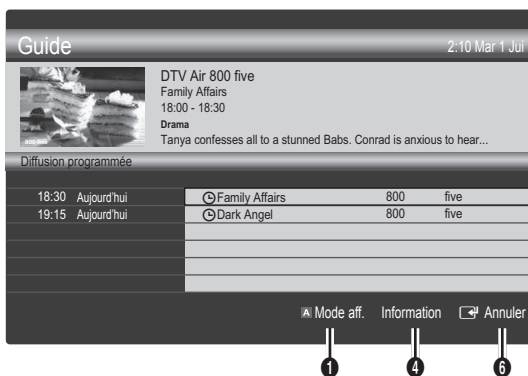 Guide 2:10 Mar 1 Jui
DTV Air 800 five
Family Affairs
18:00 - 18:30
Drama
Tanya confesses all to a stunned Babs. Conrad is anxious to hear...
Diffusion programmée
18:30 Aujourd'hui Family Affairs 800 five
19:15 Aujourd'hui Dark Angel 800 five
A Mode aff. Information Annuler
1 4 6